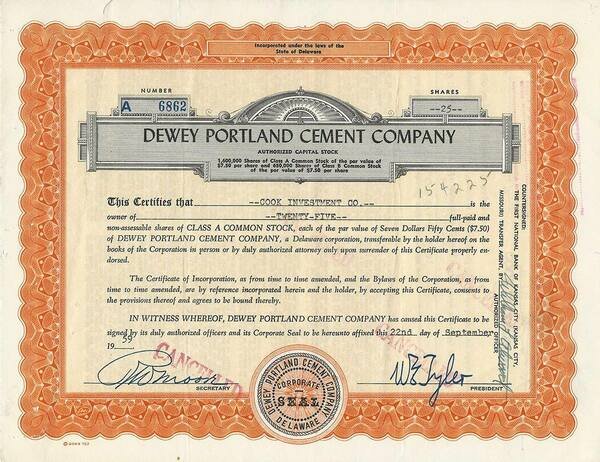 Incorporated under the laws of the
State of Delaware
NUMBER
A 6862
SHARES
--25--
DEWEY PORTLAND CEMENT COMPANY
AUTHORIZED CAPITAL STOCK
1,600,000 Shares of Class A Common Stock of the par value of
$7.50 per share and 680,000 Shares of Class B Common Stock
of the par value of $7.50 per share
154225
This Certifies that --COOK INVESTMENT CO.-- is the
owner of --TWENTY-FIVE-- full-paid and
non-assessable shares of CLASS A COMMON STOCK, each of the par value of Seven Dollars Fifty Cents ($7.50)
of DEWEY PORTLAND CEMENT COMPANY, a Delaware corporation, transferable by the holder hereof on the
books of the Corporation in person or by duly authorized attorney only upon surrender of this Certificate properly en-
dorsed.
The Certificate of Incorporation, as from time to time amended, and the Bylaws of the Corporation, as from
time to time amended, are by reference incorporated herein and the holder, by accepting this Certificate, consents to
the provisions thereof and agrees to be bound thereby.
IN WITNESS WHEREOF, DEWEY PORTLAND CEMENT COMPANY has caused this Certificate to be
signed by its duly authorized officers and its Corporate Seal to be hereunto affixed this 22nd day of September
19 59
CANCELLED
SECRETARY
W E Tyler
PRESIDENT
DEWEY PORTLAND CEMENT COMPANY
CORPORATE
SEAL
DELAWARE
COUNTERSIGNED:
THE FIRST NATIONAL BANK OF KANSAS CITY (KANSAS CITY,
MISSOURI) TRANSFER AGENT, BY
AUTHORIZED OFFICER